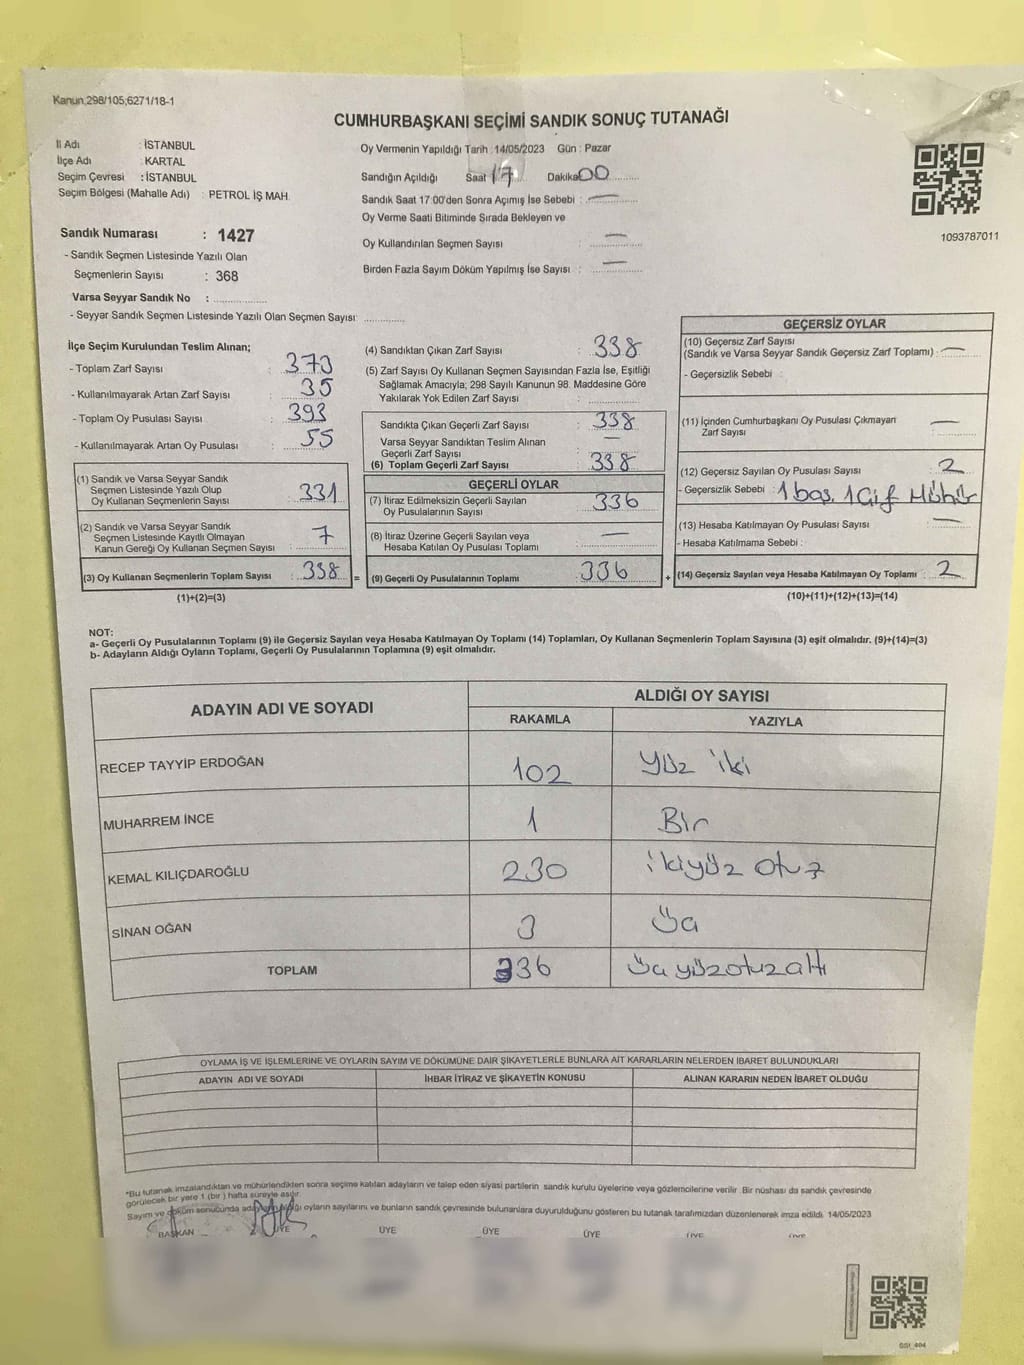 Kanun;298/105;6271/18-1
CUMHURBAŞKANI SEÇİMİ SANDIK SONUÇ TUTANAĞI
İl Adı : İSTANBUL
İlçe Adı : KARTAL
Seçim Çevresi : İSTANBUL
Seçim Bölgesi (Mahalle Adı) : PETROL İŞ MAH.
Oy Vermenin Yapıldığı Tarih : 14/05/2023 Gün : Pazar
Sandığın Açıldığı Saat 17 Dakika 00
Sandık Saat 17:00'den Sonra Açımış İse Sebebi : —
Oy Verme Saati Bitiminde Sırada Bekleyen ve
Oy Kullandırılan Seçmen Sayısı : —
Birden Fazla Sayım Döküm Yapılmış İse Sayısı : —
1093787011
Sandık Numarası : 1427
- Sandık Seçmen Listesinde Yazılı Olan
Seçmenlerin Sayısı : 368
Varsa Seyyar Sandık No : ................
- Seyyar Sandık Seçmen Listesinde Yazılı Olan Seçmen Sayısı: ............
İlçe Seçim Kurulundan Teslim Alınan;
- Toplam Zarf Sayısı : 373
- Kullanılmayarak Artan Zarf Sayısı : 35
- Toplam Oy Pusulası Sayısı : 393
- Kullanılmayarak Artan Oy Pusulası : 55
(1) Sandık ve Varsa Seyyar Sandık
Seçmen Listesinde Yazılı Olup
Oy Kullanan Seçmenlerin Sayısı : 331
(2) Sandık ve Varsa Seyyar Sandık
Seçmen Listesinde Kayıtlı Olmayan
Kanun Gereği Oy Kullanan Seçmen Sayısı : 7
(3) Oy Kullanan Seçmenlerin Toplam Sayısı : 338 =
(1)+(2)=(3)
(4) Sandıktan Çıkan Zarf Sayısı : 338
(5) Zarf Sayısı Oy Kullanan Seçmen Sayısından Fazla İse, Eşitliği
Sağlamak Amacıyla; 298 Sayılı Kanunun 98. Maddesine Göre
Yakılarak Yok Edilen Zarf Sayısı :
Sandıkta Çıkan Geçerli Zarf Sayısı : 338
Varsa Seyyar Sandıktan Teslim Alınan
Geçerli Zarf Sayısı : —
(6) Toplam Geçerli Zarf Sayısı : 338
GEÇERLİ OYLAR
(7) İtiraz Edilmeksizin Geçerli Sayılan
Oy Pusulalarının Sayısı : 336
(8) İtiraz Üzerine Geçerli Sayılan veya
Hesaba Katılan Oy Pusulası Toplamı : —
(9) Geçerli Oy Pusulalarının Toplamı : 336 +
GEÇERSİZ OYLAR
(10) Geçersiz Zarf Sayısı
(Sandık ve Varsa Seyyar Sandık Geçersiz Zarf Toplamı) : —
- Geçersizlik Sebebi :
(11) İçinden Cumhurbaşkanı Oy Pusulası Çıkmayan
Zarf Sayısı : —
(12) Geçersiz Sayılan Oy Pusulası Sayısı : 2
- Geçersizlik Sebebi : 1 boş. 1 Çif Mühür
(13) Hesaba Katılmayan Oy Pusulası Sayısı : —
- Hesaba Katılmama Sebebi :
(14) Geçersiz Sayılan veya Hesaba Katılmayan Oy Toplamı : 2
(10)+(11)+(12)+(13)=(14)
NOT:
a- Geçerli Oy Pusulalarının Toplamı (9) ile Geçersiz Sayılan veya Hesaba Katılmayan Oy Toplamı (14) Toplamları, Oy Kullanan Seçmenlerin Toplam Sayısına (3) eşit olmalıdır. (9)+(14)=(3)
b- Adayların Aldığı Oyların Toplamı, Geçerli Oy Pusulalarının Toplamına (9) eşit olmalıdır.
ADAYIN ADI VE SOYADI ALDIĞI OY SAYISI
RAKAMLA YAZIYLA
RECEP TAYYİP ERDOĞAN 102 Yüz iki
MUHARREM İNCE 1 Bir
KEMAL KILIÇDAROĞLU 230 ikiyüz otuz
SİNAN OĞAN 3 Üç
TOPLAM 336 Üç yüzotuzaltı
OYLAMA İŞ VE İŞLEMLERİNE VE OYLARIN SAYIM VE DÖKÜMÜNE DAİR ŞİKAYETLERLE BUNLARA AİT KARARLARIN NELERDEN İBARET BULUNDUKLARI
ADAYIN ADI VE SOYADI İHBAR İTİRAZ VE ŞİKAYETİN KONUSU ALINAN KARARIN NEDEN İBARET OLDUĞU
*Bu tutanak imzalandıktan ve mühürlendikten sonra seçime katılan adayların ve talep eden siyasi partilerin sandık kurulu üyelerine veya gözlemcilerine verilir. Bir nüshası da sandık çevresinde
görülecek bir yere 1 (bir ) hafta süreyle asılır.
Sayım ve döküm sonucunda adayların aldığı oyların sayılarını ve bunların sandık çevresinde bulunanlara duyurulduğunu gösteren bu tutanak tarafımızdan düzenlenerek imza edildi. 14/05/2023
BAŞKAN ÜYE ÜYE ÜYE ÜYE ÜYE ÜYE